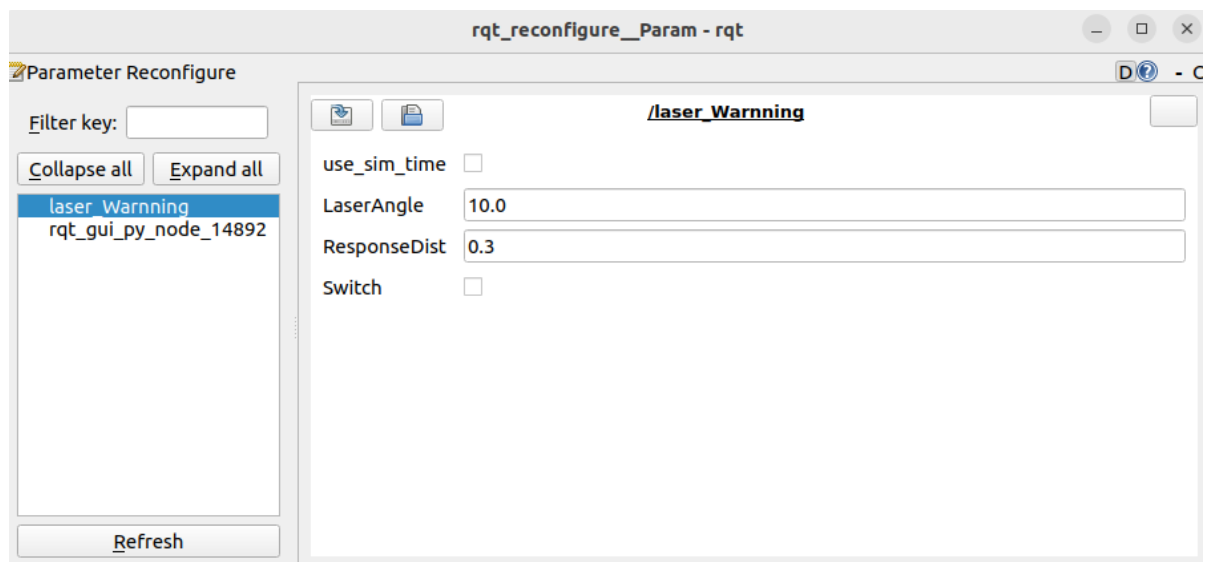 rqt_reconfigure__Param - rqt
Parameter Reconfigure
D - C
Filter key:
Collapse all Expand all
laser_Warnning
rqt_gui_py_node_14892
Refresh
/laser_Warnning
use_sim_time
LaserAngle 10.0
ResponseDist 0.3
Switch